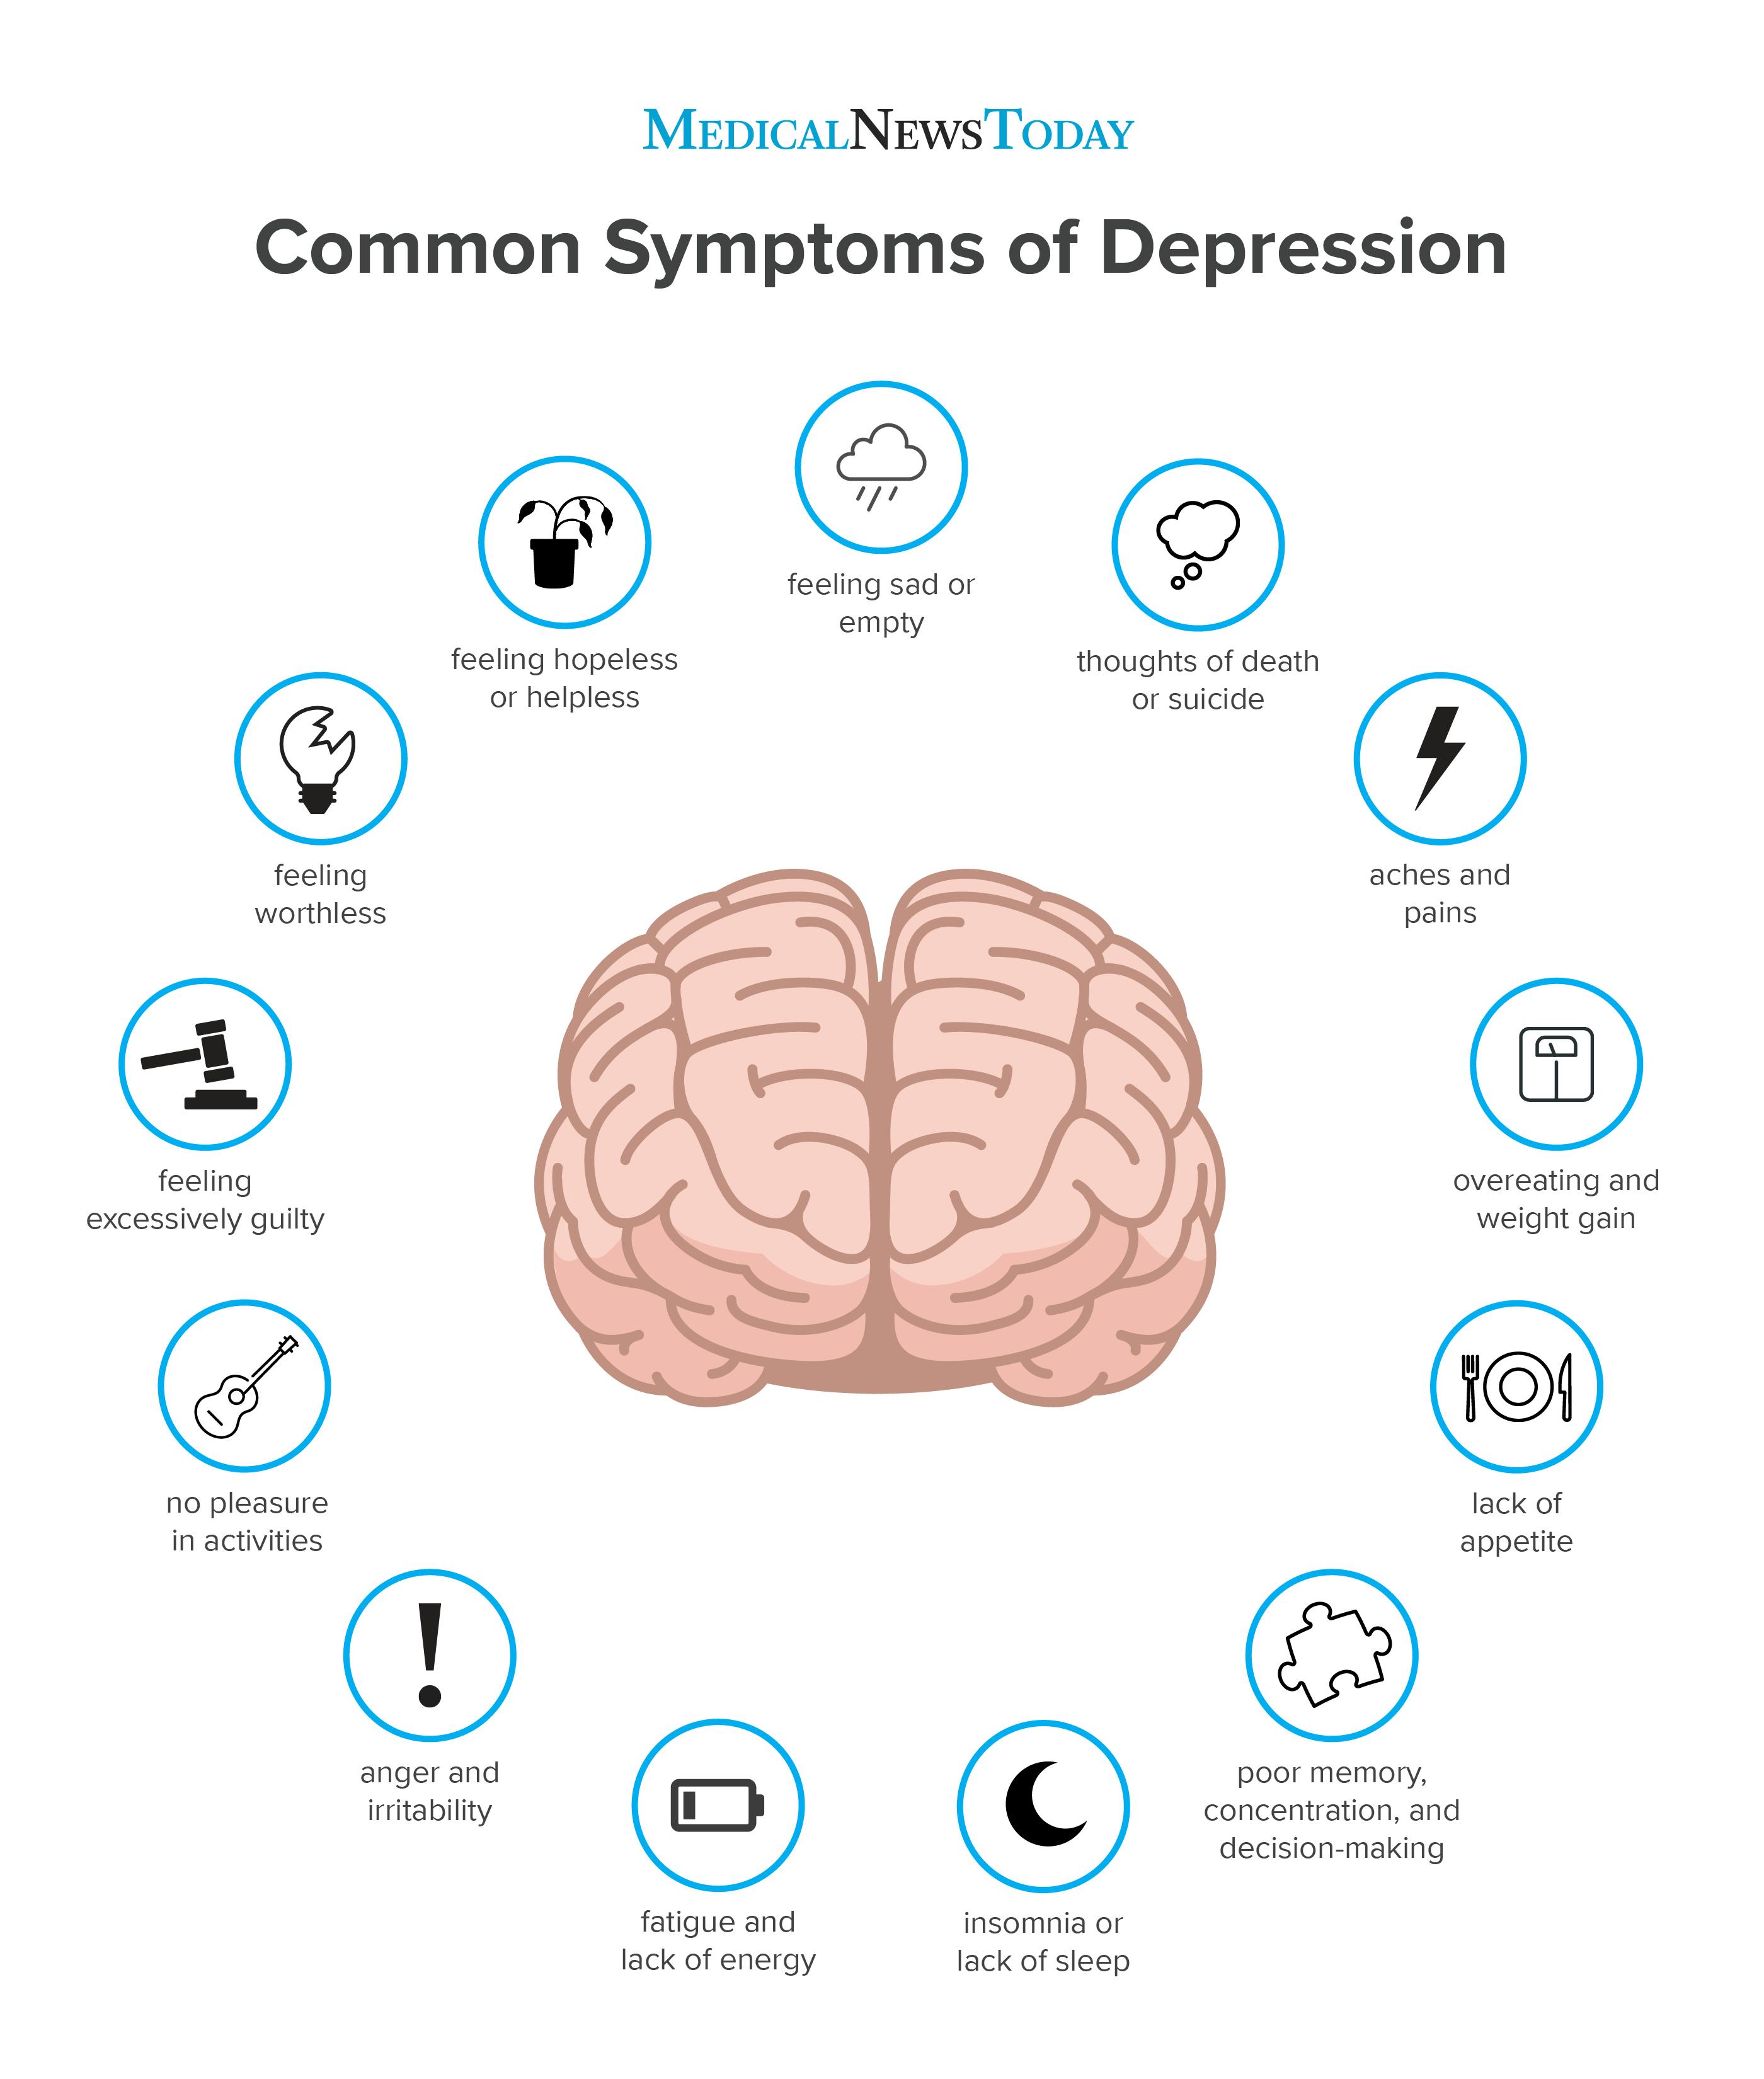 MEDICALNEWSTODAY
Common Symptoms of Depression
feeling sad or
empty
thoughts of death
or suicide
aches and
pains
overeating and
weight gain
lack of
appetite
poor memory,
concentration, and
decision-making
insomnia or
lack of sleep
fatigue and
lack of energy
anger and
irritability
no pleasure
in activities
feeling
excessively guilty
feeling
worthless
feeling hopeless
or helpless